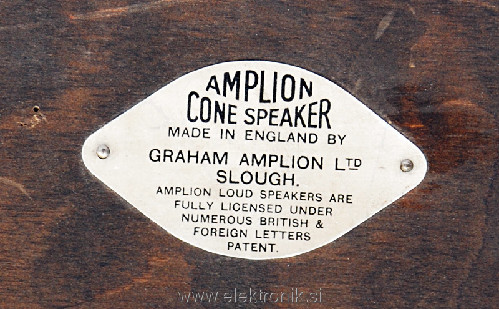 AMPLION
CONE SPEAKER
MADE IN ENGLAND BY
GRAHAM AMPLION LTD
SLOUGH.
AMPLION LOUD SPEAKERS ARE
FULLY LICENSED UNDER
NUMEROUS BRITISH &
FOREIGN LETTERS
PATENT.
www.elektronik.si